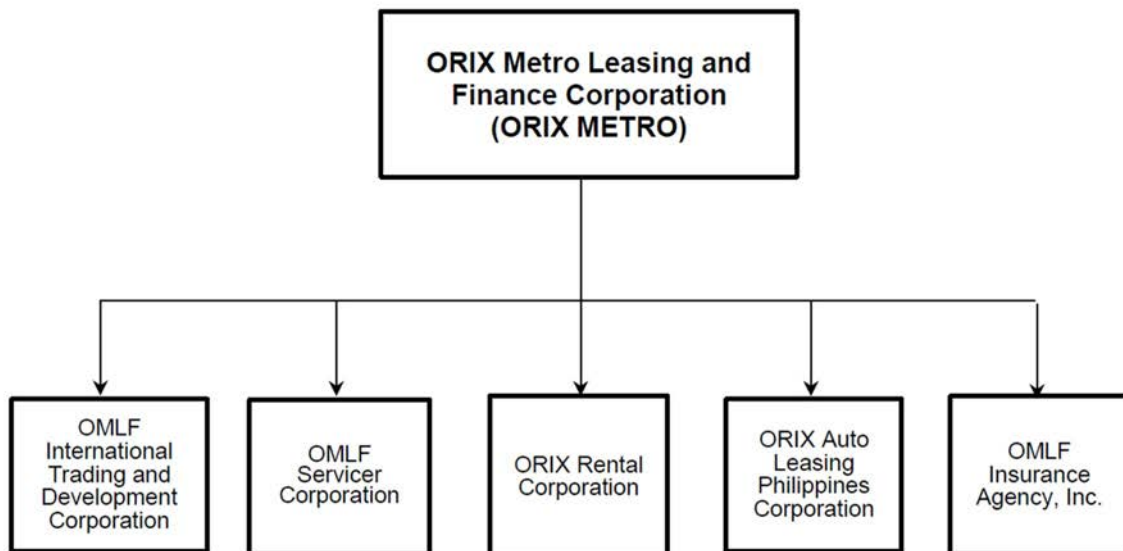 ORIX Metro Leasing and
Finance Corporation
(ORIX METRO)
OMLF
International
Trading and
Development
Corporation
OMLF
Servicer
Corporation
ORIX Rental
Corporation
ORIX Auto
Leasing
Philippines
Corporation
OMLF
Insurance
Agency, Inc.